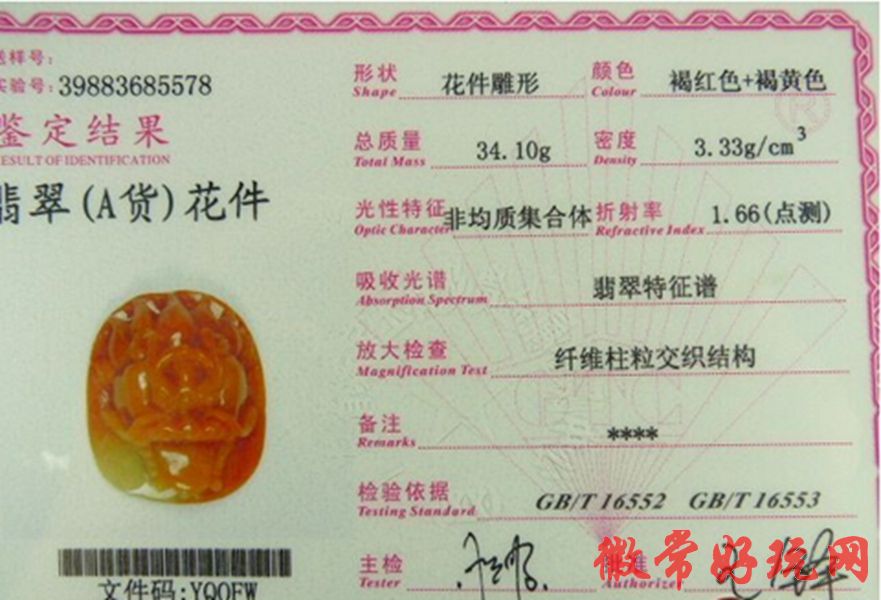 送样号:
实验号: 39883685578
鉴定结果
RESULT OF IDENTIFICATION
翡翠(A货)花件
文件码:YQOFW
形状 花件雕形 颜色 褐红色+褐黄色
Shape Colour
总质量 34.10g 密度 3.33g/cm³
Total Mass Density
光性特征 非均质集合体 折射率 1.66(点测)
Optic Character Refractive Index
吸收光谱 翡翠特征谱
Absorption Spectrum
放大检查 纤维柱粒交织结构
Magnification Test
备注 ****
Remarks
检验依据 GB/T 16552 GB/T 16553
Testing Standard
主检
Tester Authorizer
微常好玩网